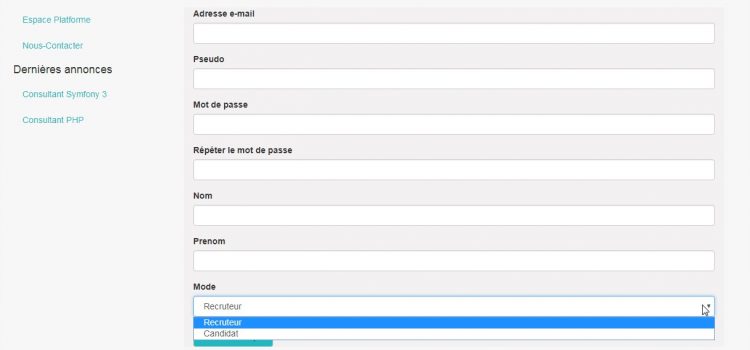 Espace Platforme
Nous-Contacter
Dernières annonces
Consultant Symfony 3
Consultant PHP
Adresse e-mail
Pseudo
Mot de passe
Répéter le mot de passe
Nom
Prenom
Mode
Recruteur
Recruteur
Candidat